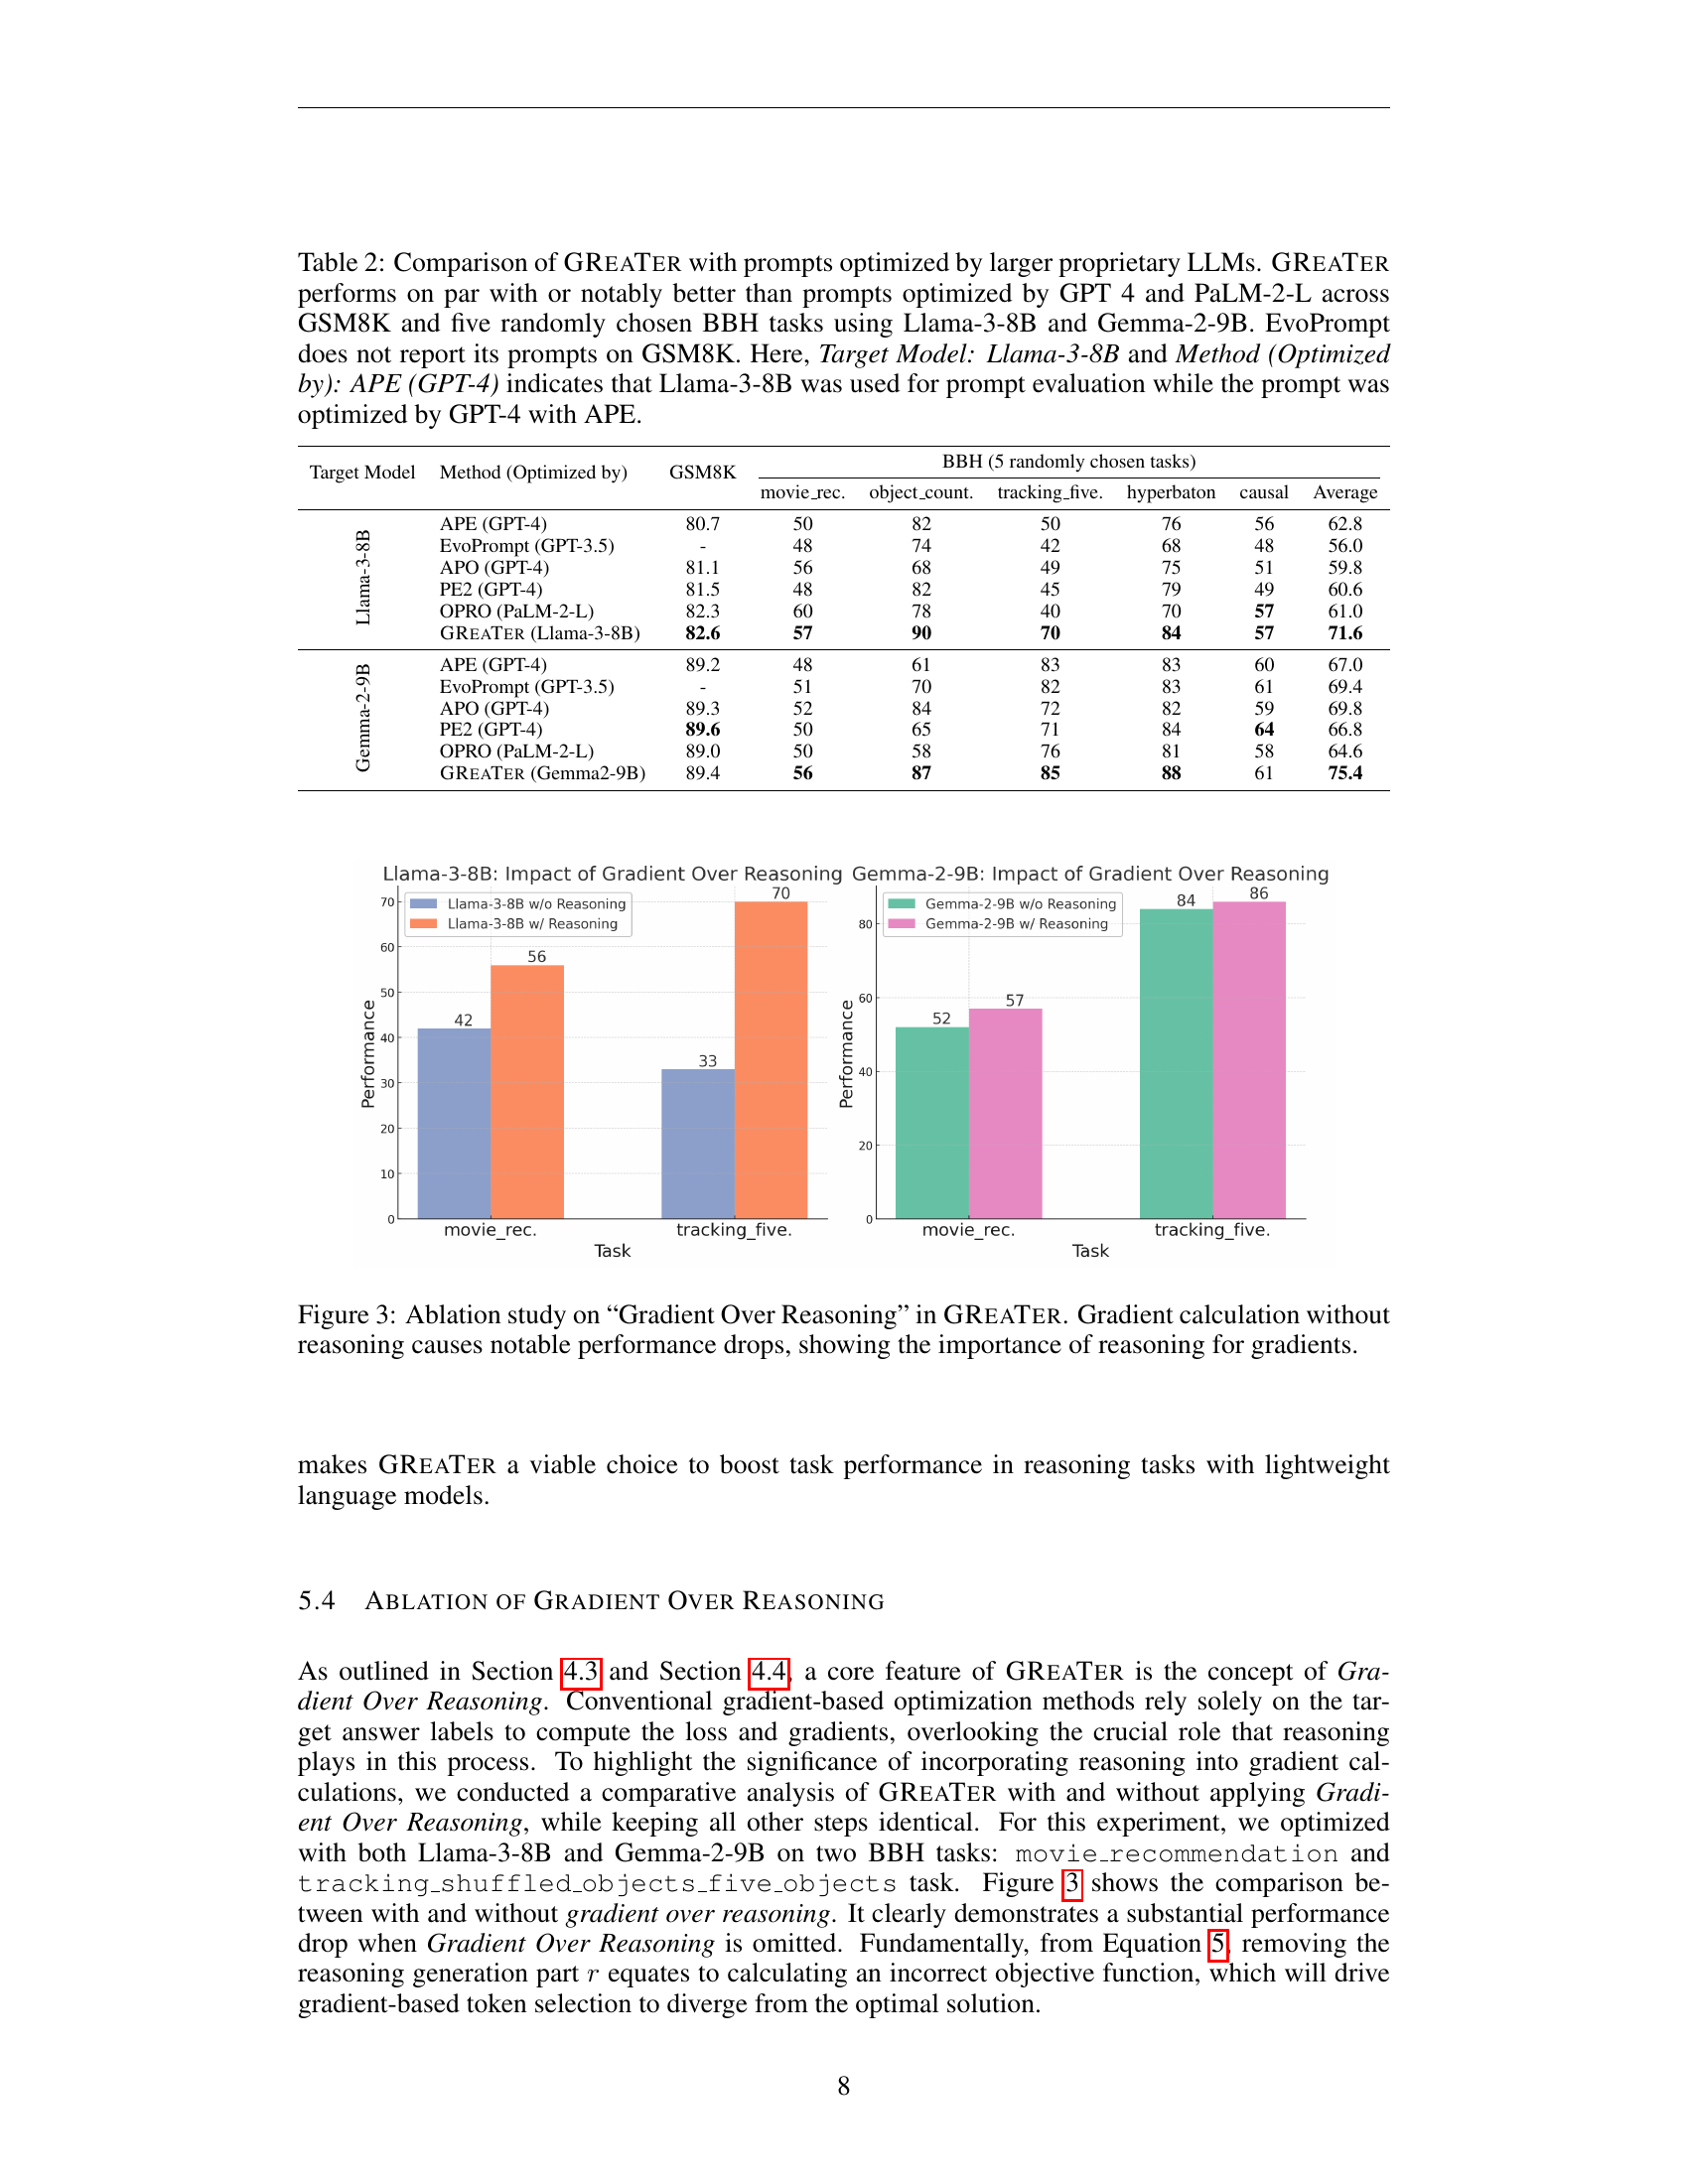 Table 2: Comparison of GREATER with prompts optimized by larger proprietary LLMs. GREATER
performs on par with or notably better than prompts optimized by GPT 4 and PaLM-2-L across
GSM8K and five randomly chosen BBH tasks using Llama-3-8B and Gemma-2-9B. EvoPrompt
does not report its prompts on GSM8K. Here, Target Model: Llama-3-8B and Method (Optimized
by): APE (GPT-4) indicates that Llama-3-8B was used for prompt evaluation while the prompt was
optimized by GPT-4 with APE.
Target Model Method (Optimized by) GSM8K BBH (5 randomly chosen tasks)
movie_rec. object_count. tracking_five. hyperbaton causal Average
Llama-3-8B
APE (GPT-4) 80.7 50 82 50 76 56 62.8
EvoPrompt (GPT-3.5) - 48 74 42 68 48 56.0
APO (GPT-4) 81.1 56 68 49 75 51 59.8
PE2 (GPT-4) 81.5 48 82 45 79 49 60.6
OPRO (PaLM-2-L) 82.3 60 78 40 70 57 61.0
GREATER (Llama-3-8B) 82.6 57 90 70 84 57 71.6
Gemma-2-9B
APE (GPT-4) 89.2 48 61 83 83 60 67.0
EvoPrompt (GPT-3.5) - 51 70 82 83 61 69.4
APO (GPT-4) 89.3 52 84 72 82 59 69.8
PE2 (GPT-4) 89.6 50 65 71 84 64 66.8
OPRO (PaLM-2-L) 89.0 50 58 76 81 58 64.6
GREATER (Gemma2-9B) 89.4 56 87 85 88 61 75.4
Llama-3-8B: Impact of Gradient Over Reasoning
Llama-3-8B w/o Reasoning
Llama-3-8B w/ Reasoning
Performance
70
60
50
40
30
20
10
0
42
56
33
70
movie_rec.
tracking_five.
Task
Gemma-2-9B: Impact of Gradient Over Reasoning
Gemma-2-9B w/o Reasoning
Gemma-2-9B w/ Reasoning
Performance
80
60
40
20
0
52
57
84
86
movie_rec.
tracking_five.
Task
Figure 3: Ablation study on “Gradient Over Reasoning” in GREATER. Gradient calculation without
reasoning causes notable performance drops, showing the importance of reasoning for gradients.
makes GREATER a viable choice to boost task performance in reasoning tasks with lightweight
language models.
5.4 ABLATION OF GRADIENT OVER REASONING
As outlined in Section 4.3 and Section 4.4, a core feature of GREATER is the concept of Gra-
dient Over Reasoning. Conventional gradient-based optimization methods rely solely on the tar-
get answer labels to compute the loss and gradients, overlooking the crucial role that reasoning
plays in this process. To highlight the significance of incorporating reasoning into gradient cal-
culations, we conducted a comparative analysis of GREATER with and without applying Gradi-
ent Over Reasoning, while keeping all other steps identical. For this experiment, we optimized
with both Llama-3-8B and Gemma-2-9B on two BBH tasks: movie_recommendation and
tracking_shuffled_objects_five_objects task. Figure 3 shows the comparison be-
tween with and without gradient over reasoning. It clearly demonstrates a substantial performance
drop when Gradient Over Reasoning is omitted. Fundamentally, from Equation 5, removing the
reasoning generation part r equates to calculating an incorrect objective function, which will drive
gradient-based token selection to diverge from the optimal solution.
8